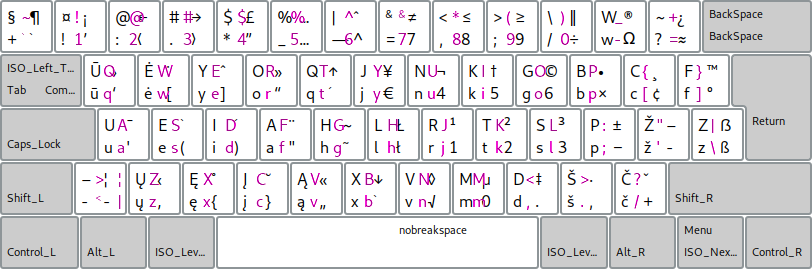 § ~¶ ! ¡ @ @ # # → $ $ £ % % … ^ ˆ & & ≠ * ≤ > ( ≥ \ ) ‖ W _ ® ~ + ¿ BackSpace
+ ` ` ! 1 ’ : 2 ‹ . 3 › * 4 ” _ 5 … — 6 ^ = 7 7 , 8 8 ; 9 9 / 0 ÷ w - Ω ? = ≈ BackSpace
ISO_Left_T... Ū Q › Ė W Y E ˆ O R » Q T ↑ J Y ¥ N U ¬ K I † G O © B P • C { ¸ F } ™
Tab Com... ū q ‘ ė w [ y e ] o r “ q t ´ j y € n u 4 k i 5 g o 6 b p × c [ ¢ f ] °
Return
U A ¯ E S ` I D A F ¨ H G ~ L H Ł R J ¹ T K ² S L ³ P : ± Ž " – Z | ß
Caps_Lock u a ' e s ( i d ) a f " h g ~ l h ł r j 1 t k 2 s l 3 p ; − ž ' - z \ ß
– > ¦ Ų Z ‹ Ę X ° Į C ˇ Ą V « X B ↓ V N ◊ M M µ D < ‡ Š > · Č ? ˇ
Shift_L - < - | ų z , ę x { į c } ą v „ x b ` v n √ m m 0 d , . š . , č / + Shift_R
nobreakspace Menu
Control_L Alt_L ISO_Lev... ISO_Lev... Alt_R ISO_Nex... Control_R